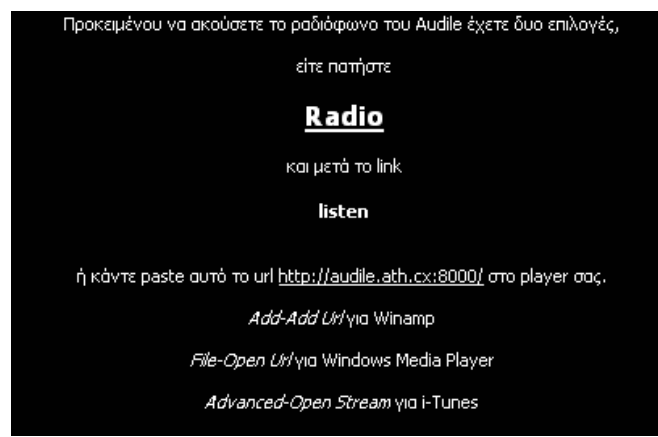 Προκειμένου να ακούσετε το ραδιόφωνο του Audile έχετε δυο επιλογές,
είτε πατήστε
Radio
και μετά το link
listen
ή κάντε paste αυτό το url http://audile.ath.cx:8000/ στο player σας.
Add-Add Url για Winamp
File-Open Url για Windows Media Player
Advanced-Open Stream για i-Tunes